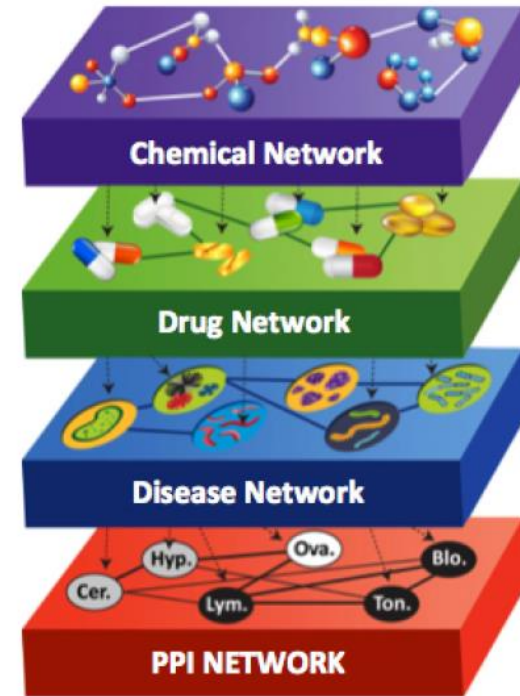 Chemical Network
Drug Network
Disease Network
Ova.
Hyp.
Blo.
Cer.
Lym.
Ton.
PPI NETWORK